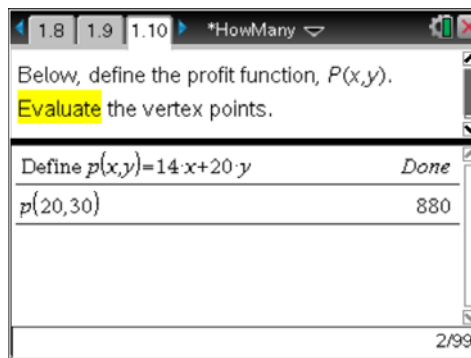 1.8 1.9 1.10 *HowMany
Below, define the profit function, P(x,y).
Evaluate the vertex points.
Define p(x,y)=14·x+20·y Done
p(20,30) 880
2/99